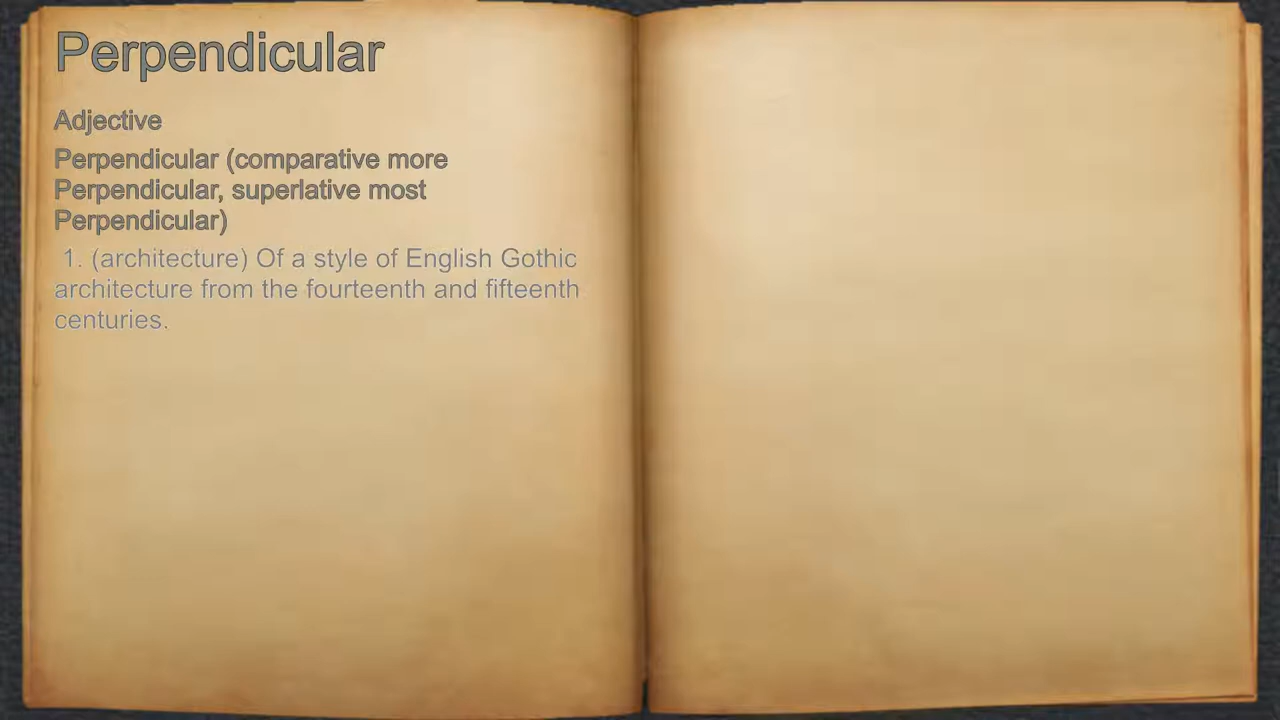 Perpendicular
Adjective
Perpendicular (comparative more
Perpendicular, superlative most
Perpendicular)
1. (architecture) Of a style of English Gothic
architecture from the fourteenth and fifteenth
centuries.